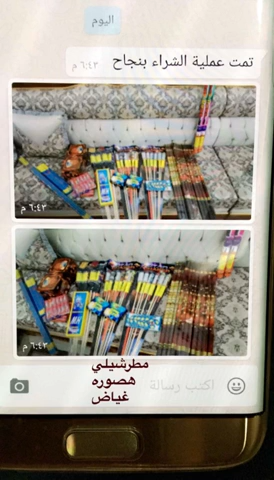 اليوم
تمت عملية الشراء بنجاح
٦:٤٣ م
٦:٤٣ م
٦:٤٣ م
مطرشيلي
هصوره
غياض
اكتب رسالة